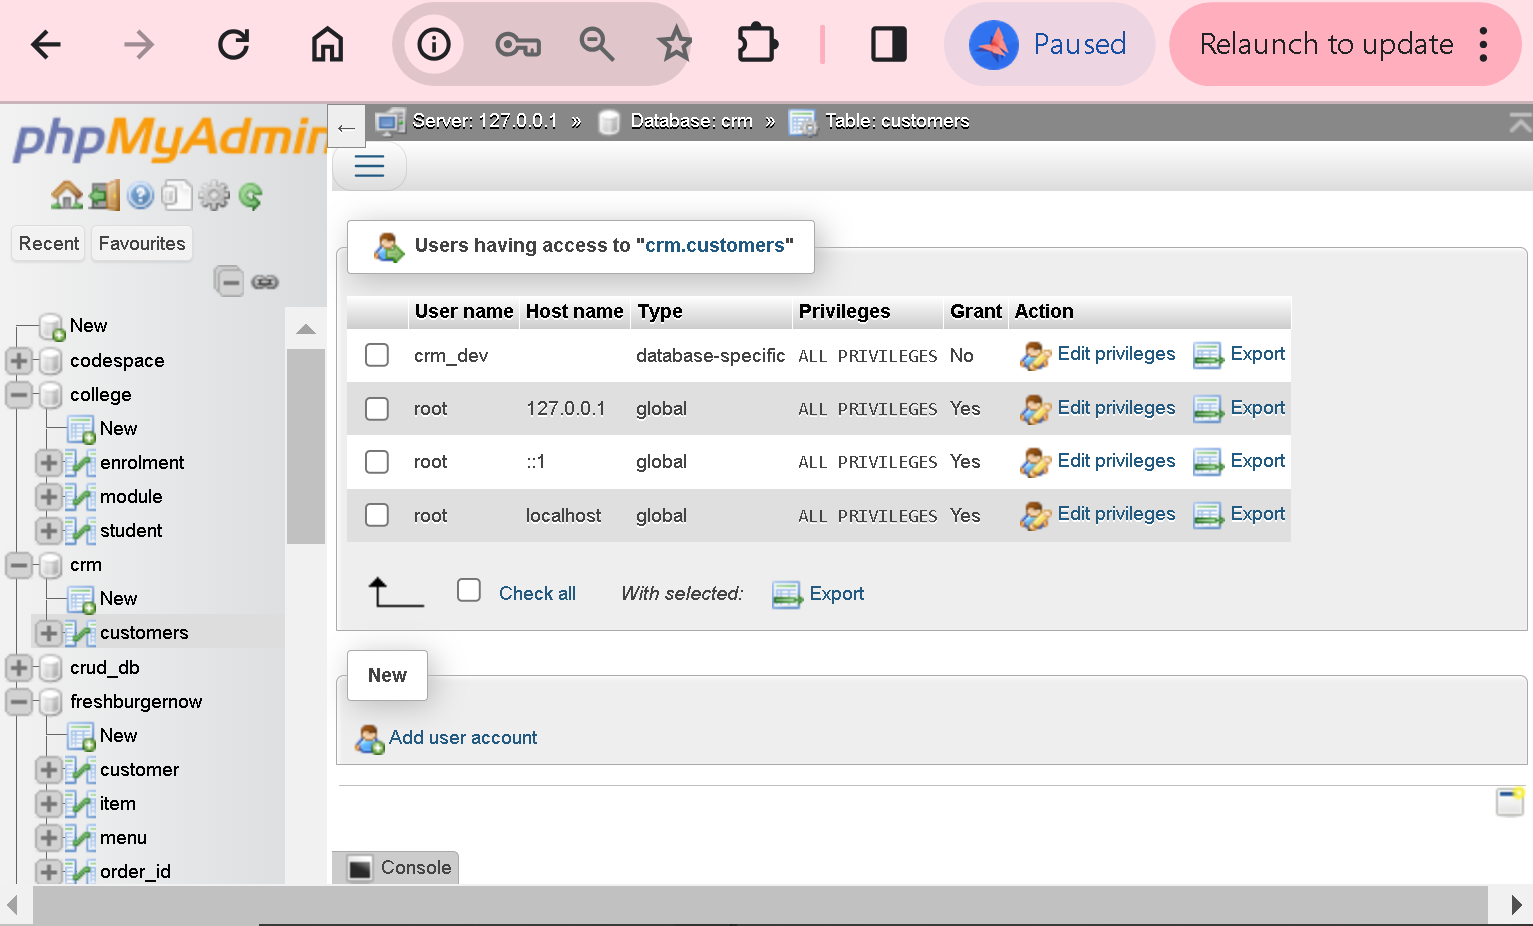 Paused
Relaunch to update
phpMyAdmin
Server: 127.0.0.1 » Database: crm » Table: customers
Recent Favourites
New
codespace
college
New
enrolment
module
student
crm
New
customers
crud_db
freshburgernow
New
customer
item
menu
order_id
Users having access to "crm.customers"
User name Host name Type Privileges Grant Action
crm_dev database-specific ALL PRIVILEGES No Edit privileges Export
root 127.0.0.1 global ALL PRIVILEGES Yes Edit privileges Export
root ::1 global ALL PRIVILEGES Yes Edit privileges Export
root localhost global ALL PRIVILEGES Yes Edit privileges Export
Check all With selected: Export
New
Add user account
Console